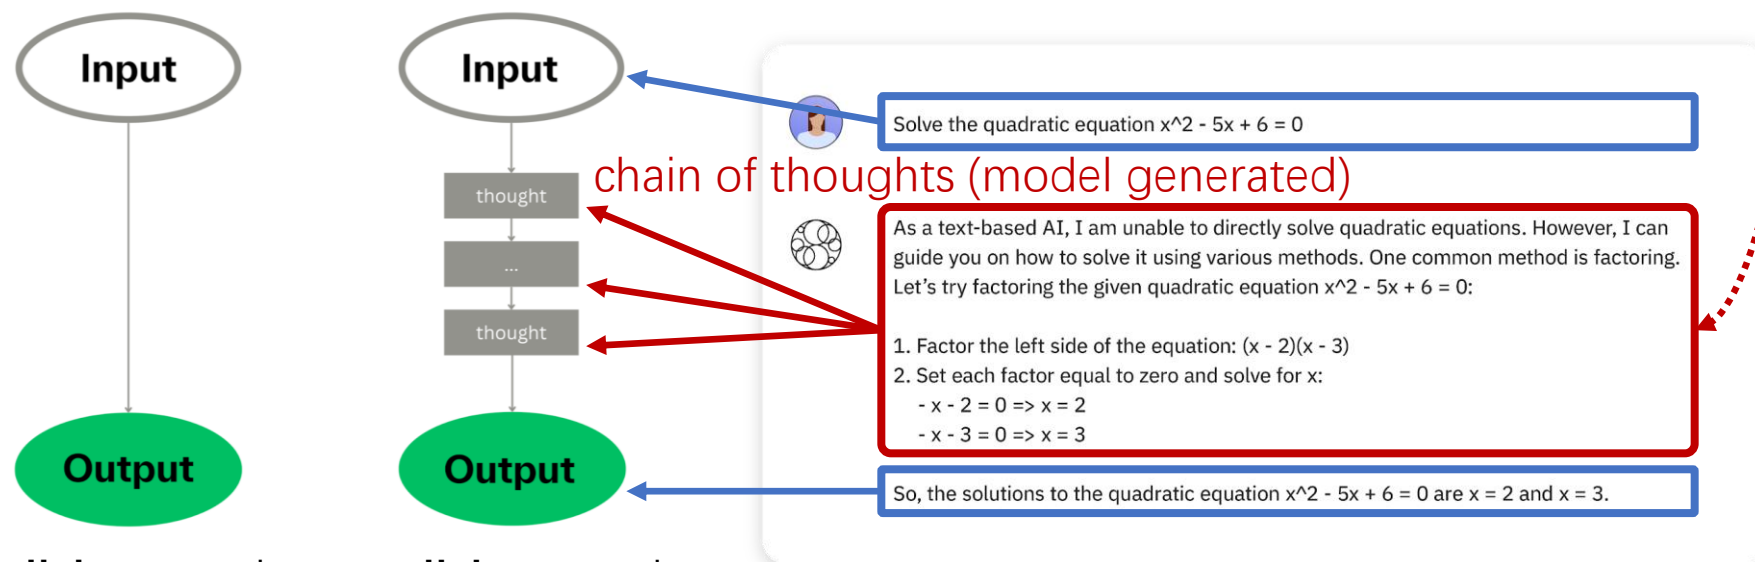 Input
Output
Input
thought
...
thought
Output
chain of thoughts (model generated)
Solve the quadratic equation x^2 - 5x + 6 = 0
As a text-based AI, I am unable to directly solve quadratic equations. However, I can
guide you on how to solve it using various methods. One common method is factoring.
Let’s try factoring the given quadratic equation x^2 - 5x + 6 = 0:
1. Factor the left side of the equation: (x - 2)(x - 3)
2. Set each factor equal to zero and solve for x:
- x - 2 = 0 => x = 2
- x - 3 = 0 => x = 3
So, the solutions to the quadratic equation x^2 - 5x + 6 = 0 are x = 2 and x = 3.